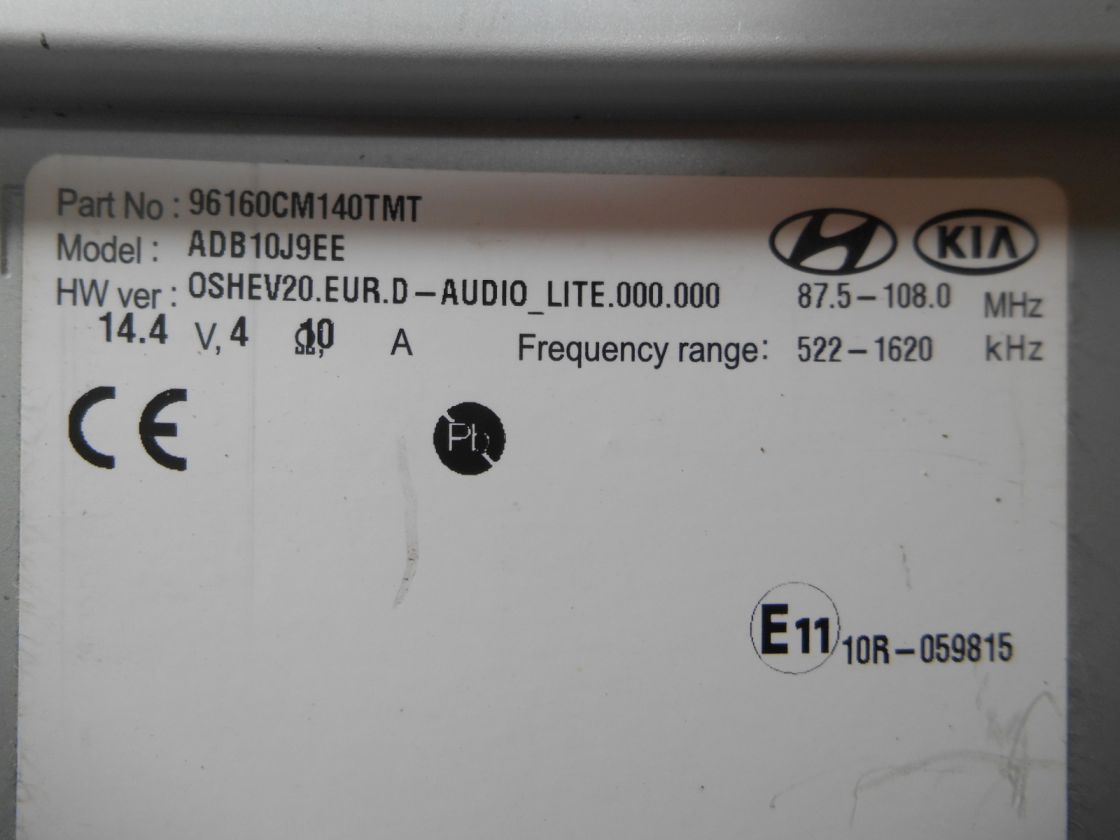 Part No : 96160CM140TMT
Model : ADB10J9EE
HW ver : OSHEV20.EUR.D-AUDIO_LITE.000.000
14.4 V, 4 Ω, 10 A
KIA
87.5-108.0 MHz
Frequency range: 522-1620 kHz
CE
Pb
E11 10R-059815